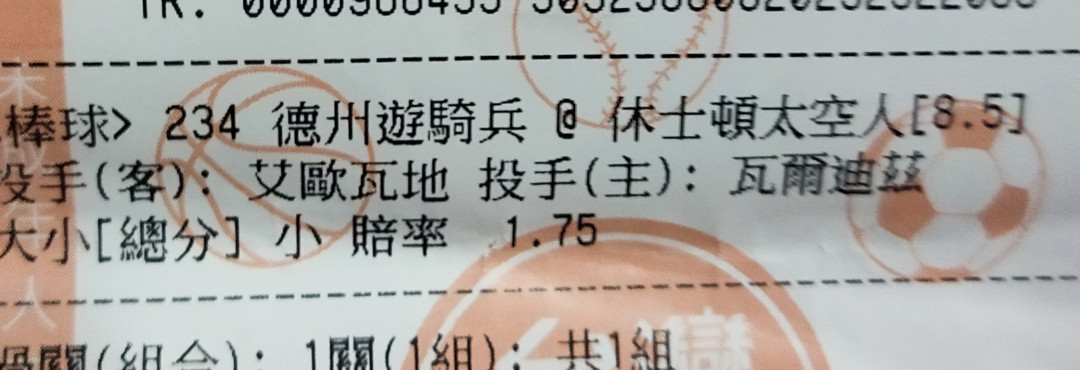 棒球> 234 德州遊騎兵 @ 休士頓太空人[8.5]
投手(客): 艾歐瓦地 投手(主): 瓦爾迪茲
大小[總分] 小 賠率 1.75
(組合): 1關(1組); 共1組